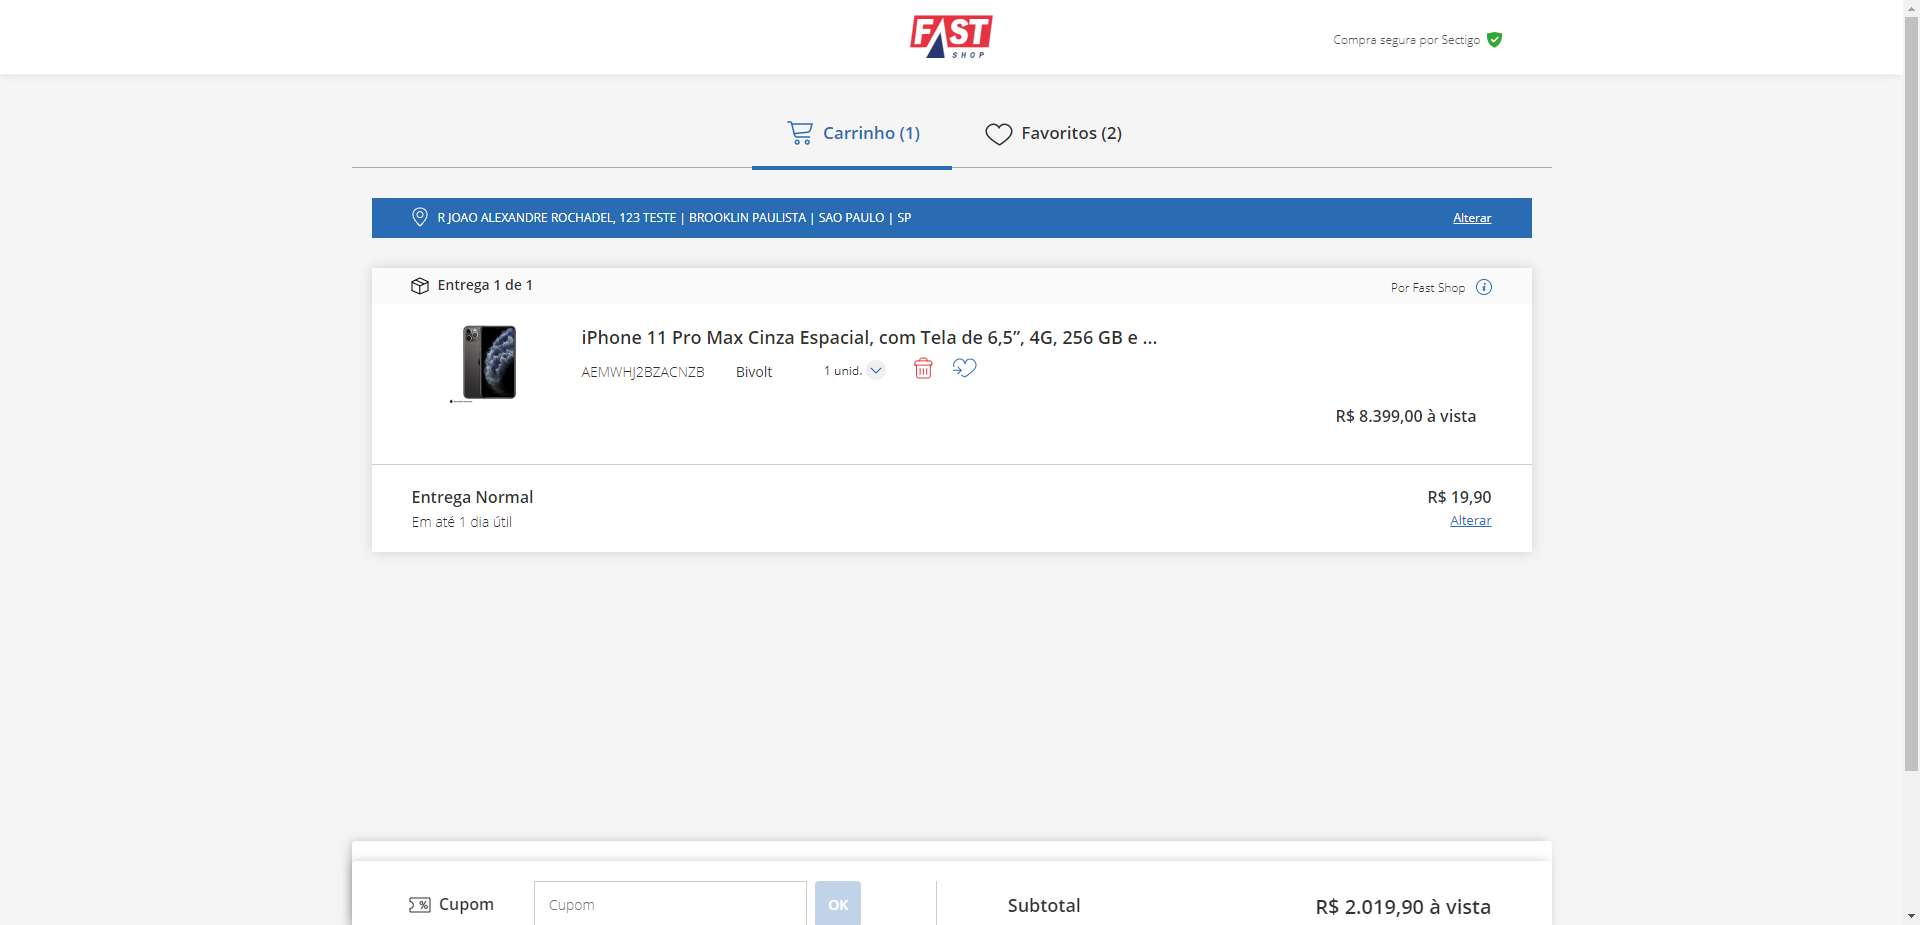 FAST
SHOP
Compra segura por Sectigo
Carrinho (1)
Favoritos (2)
R JOAO ALEXANDRE ROCHADEL, 123 TESTE | BROOKLIN PAULISTA | SAO PAULO | SP
Alterar
Entrega 1 de 1
Por Fast Shop
iPhone 11 Pro Max Cinza Espacial, com Tela de 6,5”, 4G, 256 GB e ...
AEMWHJ2BZACNZB Bivolt 1 unid.
R$ 8.399,00 à vista
Entrega Normal
R$ 19,90
Em até 1 dia útil
Alterar
Cupom
Cupom
OK
Subtotal
R$ 2.019,90 à vista